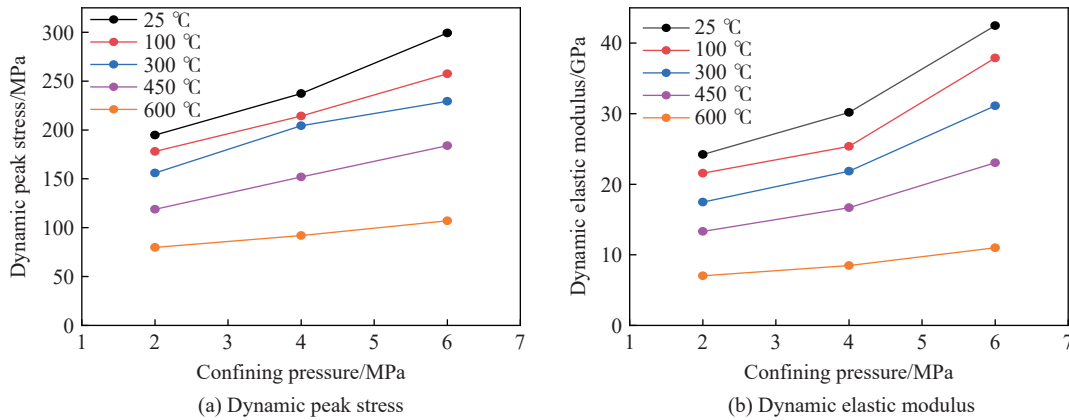 25 ℃
100 ℃
300 ℃
450 ℃
600 ℃
300
250
200
150
100
50
0
1 2 3 4 5 6 7
Dynamic peak stress/MPa
Confining pressure/MPa
(a) Dynamic peak stress
25 ℃
100 ℃
300 ℃
450 ℃
600 ℃
40
30
20
10
0
1 2 3 4 5 6 7
Dynamic elastic modulus/GPa
Confining pressure/MPa
(b) Dynamic elastic modulus